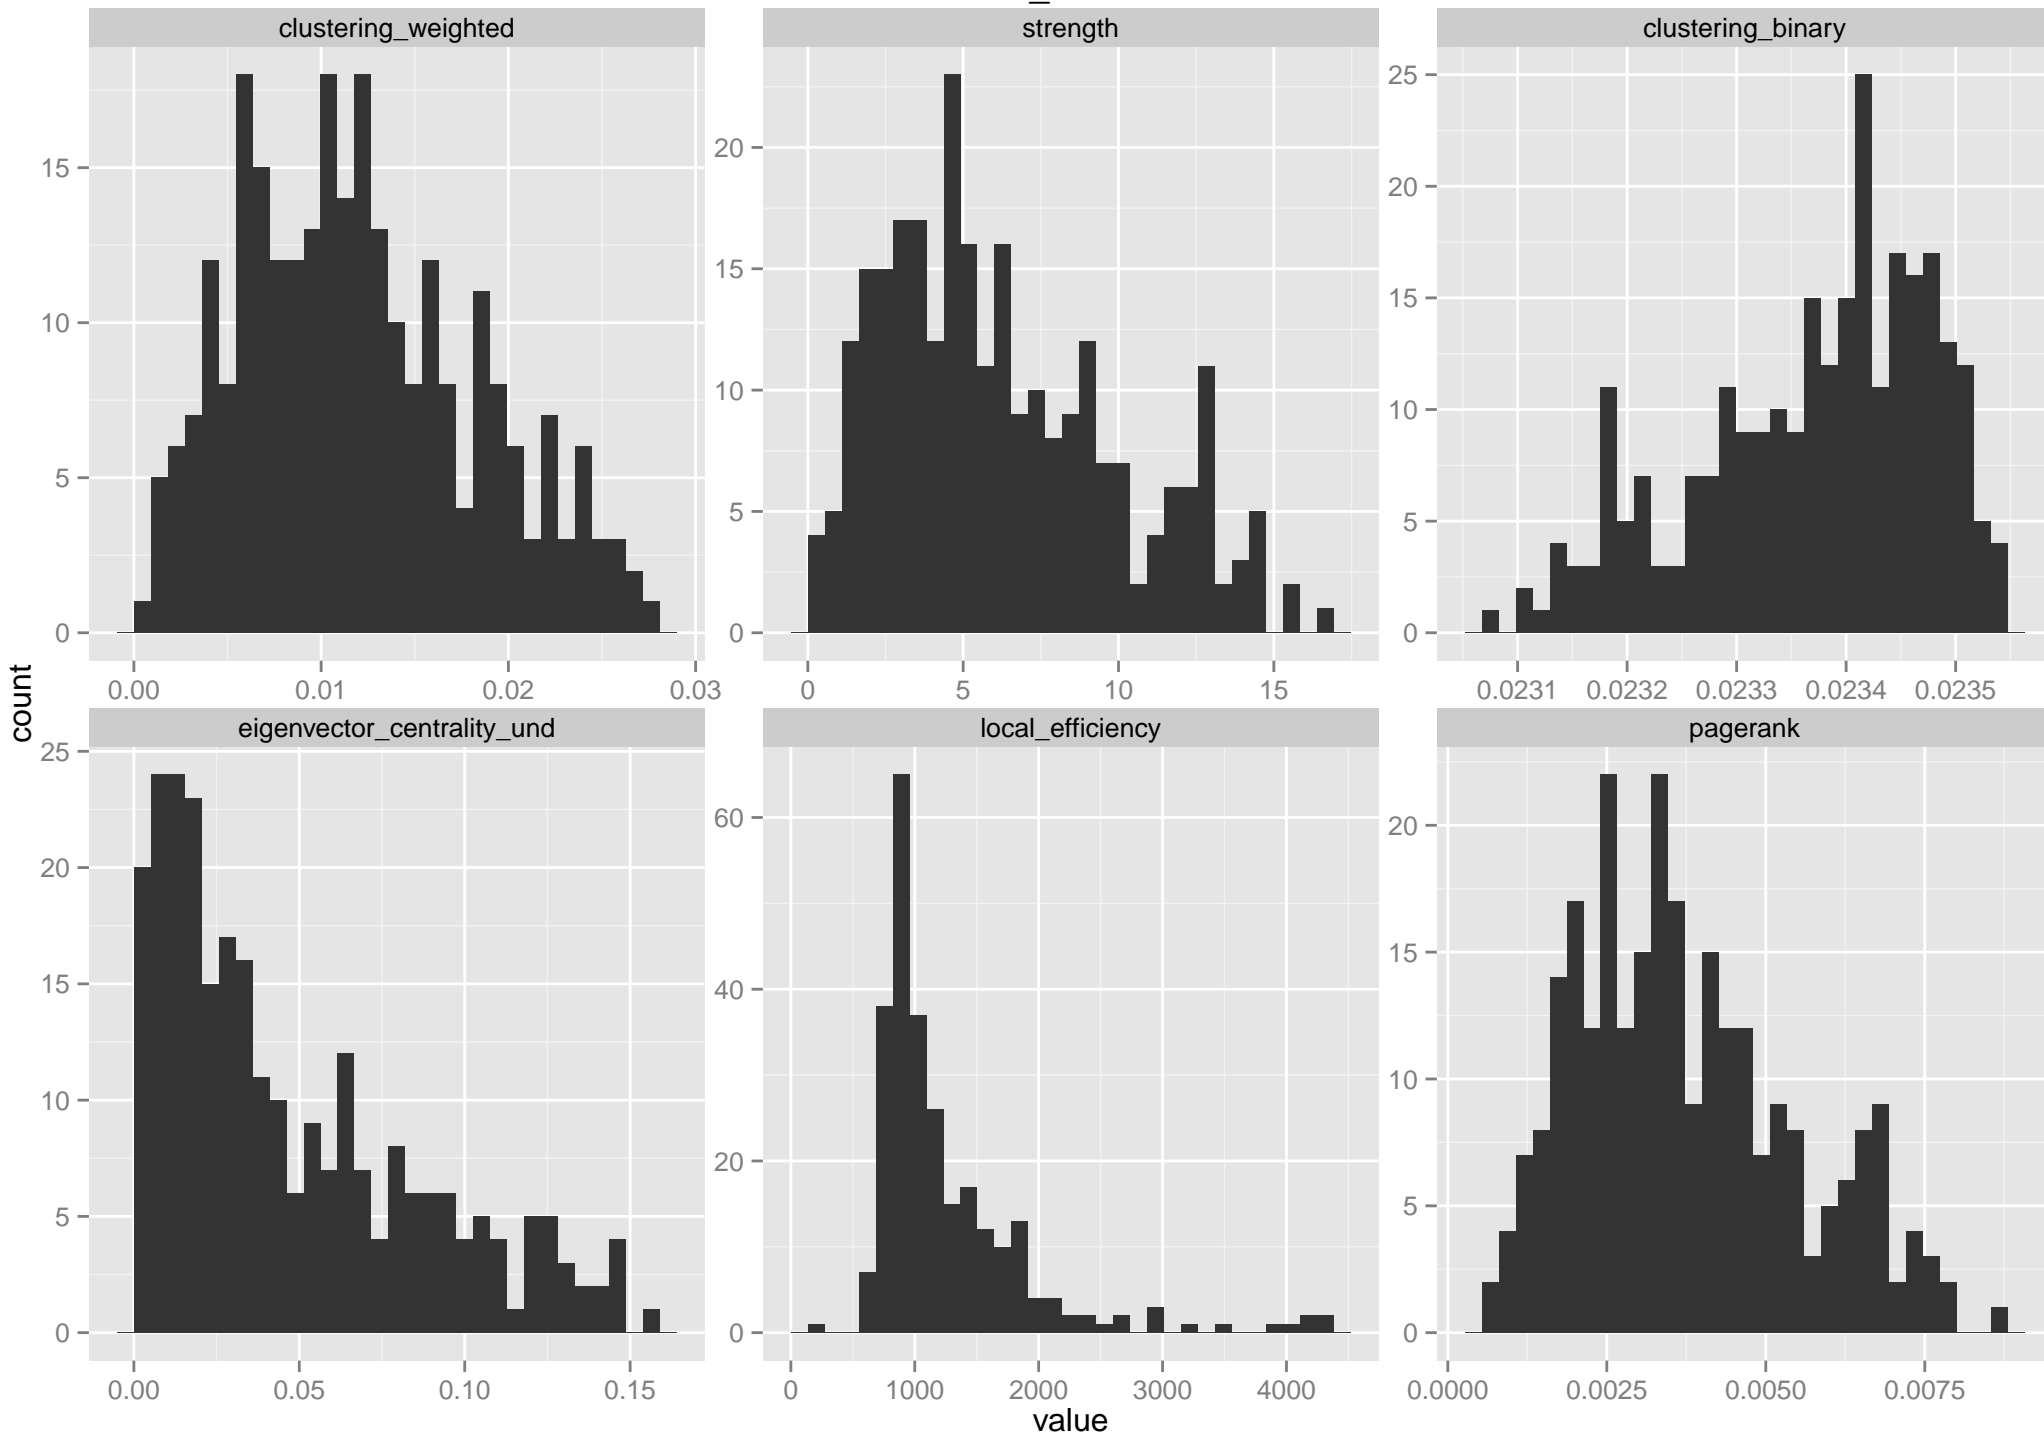 clustering_weighted
strength
clustering_binary
15
10
5
0
0.00 0.01 0.02 0.03
20
15
10
5
0
0 5 10 15
25
20
15
10
5
0
0.0231 0.0232 0.0233 0.0234 0.0235
count
eigenvector_centrality_und
local_efficiency
pagerank
25
20
15
10
5
0
0.00 0.05 0.10 0.15
60
40
20
0
0 1000 2000 3000 4000
20
15
10
5
0
0.0000 0.0025 0.0050 0.0075
value